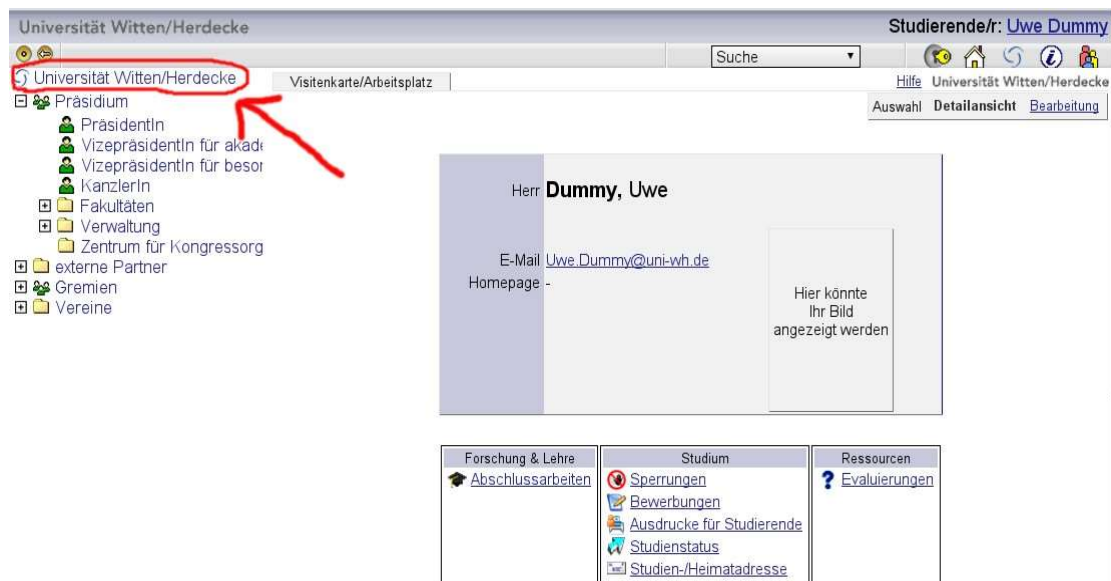 Universität Witten/Herdecke
Studierende/r: Uwe Dummy
Suche
Universität Witten/Herdecke
Visitenkarte/Arbeitsplatz
Hilfe Universität Witten/Herdecke
Auswahl Detailansicht Bearbeitung
Präsidium
PräsidentIn
VizepräsidentIn für akade
VizepräsidentIn für besor
KanzlerIn
Fakultäten
Verwaltung
Zentrum für Kongressorg
externe Partner
Gremien
Vereine
Herr Dummy, Uwe
E-Mail Uwe.Dummy@uni-wh.de
Homepage -
Hier könnte
Ihr Bild
angezeigt werden
Forschung & Lehre
Abschlussarbeiten
Studium
Sperrungen
Bewerbungen
Ausdrucke für Studierende
Studienstatus
Studien-/Heimatadresse
Ressourcen
Evaluierungen